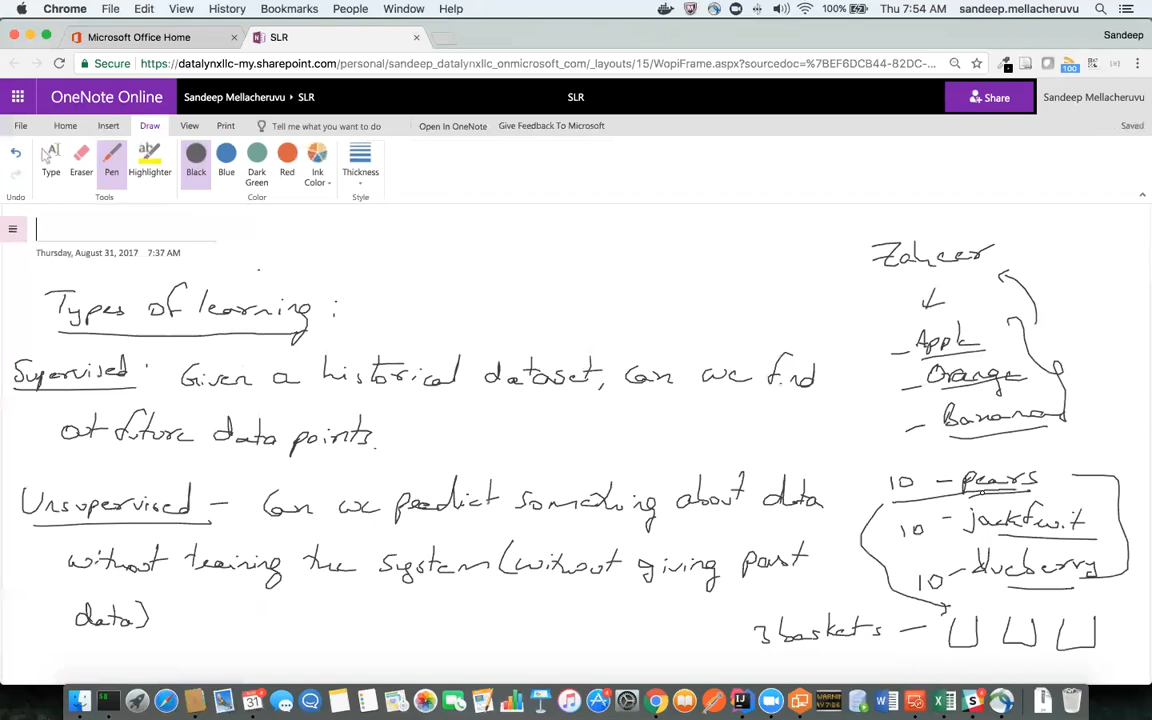 Chrome File Edit View History Bookmarks People Window Help 100% Thu 7:54 AM sandeep.mellacheruvu
Microsoft Office Home × SLR × Sandeep
Secure https://datalynxllc-my.sharepoint.com/personal/sandeep_datalynxllc_onmicrosoft_com/_layouts/15/WopiFrame.aspx?sourcedoc=%7BEF6DCB44-82DC-... 100
OneNote Online Sandeep Mellacheruvu ▸ SLR SLR Share Sandeep Mellacheruvu
File Home Insert Draw View Print Tell me what you want to do Open In OneNote Give Feedback To Microsoft Saved
Undo Type Eraser Pen Highlighter Black Blue Dark Green Red Ink Color Thickness
Undo Tools Color Style
Thursday, August 31, 2017 7:37 AM
Types of learning :
Supervised : Given a historical dataset, can we find
out future data points.
Unsupervised - Can we predict something about data
without training the system (without giving past
data)
Zaheer
- Apple
- Orange
- Banana
10 - pears
10 - jackfruit
10 - blueberry
3 baskets -
31